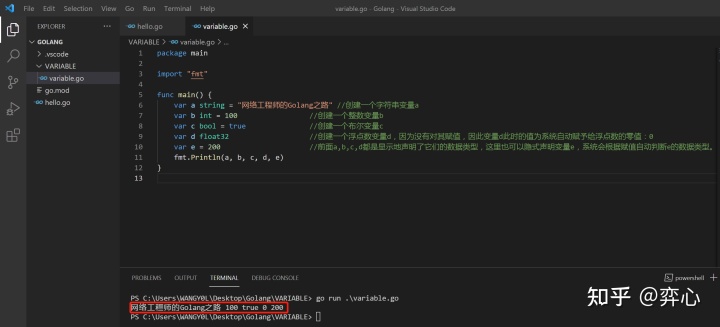 File Edit Selection View Go Run Terminal Help
variable.go - Golang - Visual Studio Code
EXPLORER
GOLANG
.vscode
VARIABLE
variable.go
go.mod
hello.go
hello.go
variable.go
VARIABLE > variable.go > ...
1 package main
2
3 import "fmt"
4
5 func main() {
6 var a string = "网络工程师的Golang之路" //创建一个字符串变量a
7 var b int = 100 //创建一个整数变量b
8 var c bool = true //创建一个布尔变量c
9 var d float32 //创建一个浮点数变量d，因为没有对其赋值，因此变量d此时的值为系统自动赋予给浮点数的零值：0
10 var e = 200 //前面a,b,c,d都是显示地声明了它们的数据类型，这里也可以隐式声明变量e，系统会根据赋值自动判断e的数据类型。
11 fmt.Println(a, b, c, d, e)
12 }
13
PROBLEMS OUTPUT TERMINAL DEBUG CONSOLE
powershell
PS C:\Users\WANGY0L\Desktop\Golang\VARIABLE> go run .\variable.go
网络工程师的Golang之路 100 true 0 200
PS C:\Users\WANGY0L\Desktop\Golang\VARIABLE>
知乎 @弈心